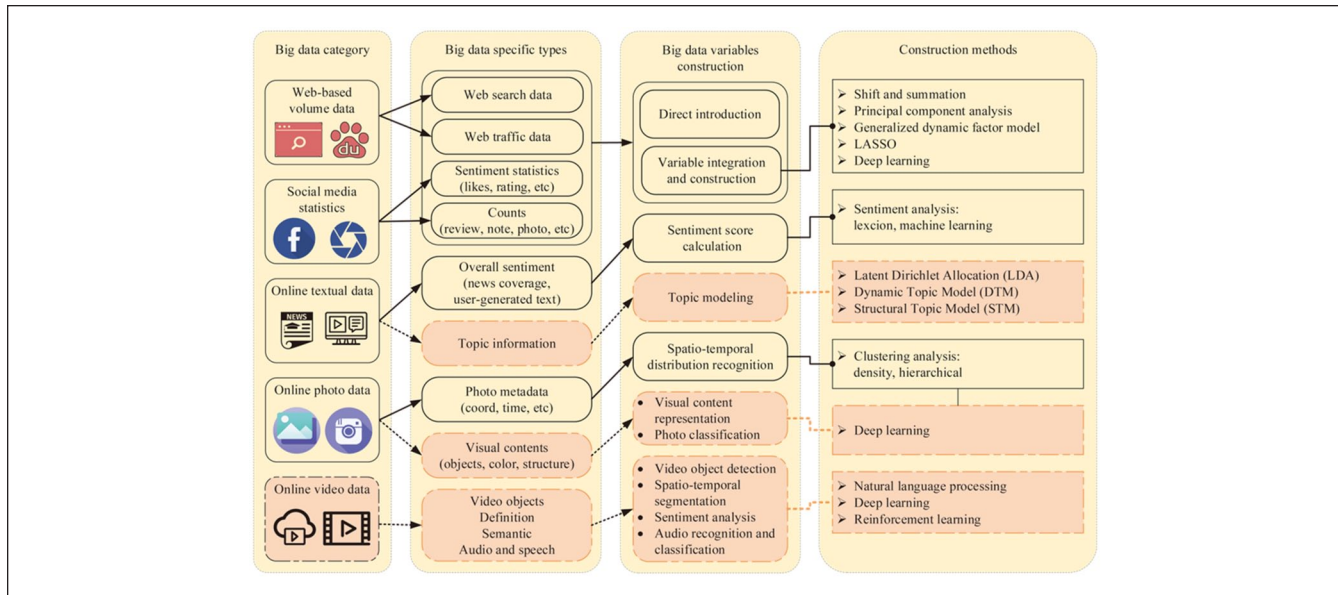 Big data category
Web-based
volume data
du
Social media
statistics
f
Online textual data
NEWS
Online photo data
Online video data
Big data specific types
Web search data
Web traffic data
Sentiment statistics
(likes, rating, etc)
Counts
(review, note, photo, etc)
Overall sentiment
(news coverage,
user-generated text)
Topic information
Photo metadata
(coord, time, etc)
Visual contents
(objects, color, structure)
Video objects
Definition
Semantic
Audio and speech
Big data variables
construction
Direct introduction
Variable integration
and construction
Sentiment score
calculation
Topic modeling
Spatio-temporal
distribution recognition
• Visual content
representation
• Photo classification
• Video object detection
• Spatio-temporal
segmentation
• Sentiment analysis
• Audio recognition and
classification
Construction methods
➢ Shift and summation
➢ Principal component analysis
➢ Generalized dynamic factor model
➢ LASSO
➢ Deep learning
➢ Sentiment analysis:
lexcion, machine learning
➢ Latent Dirichlet Allocation (LDA)
➢ Dynamic Topic Model (DTM)
➢ Structural Topic Model (STM)
➢ Clustering analysis:
density, hierarchical
➢ Deep learning
➢ Natural language processing
➢ Deep learning
➢ Reinforcement learning